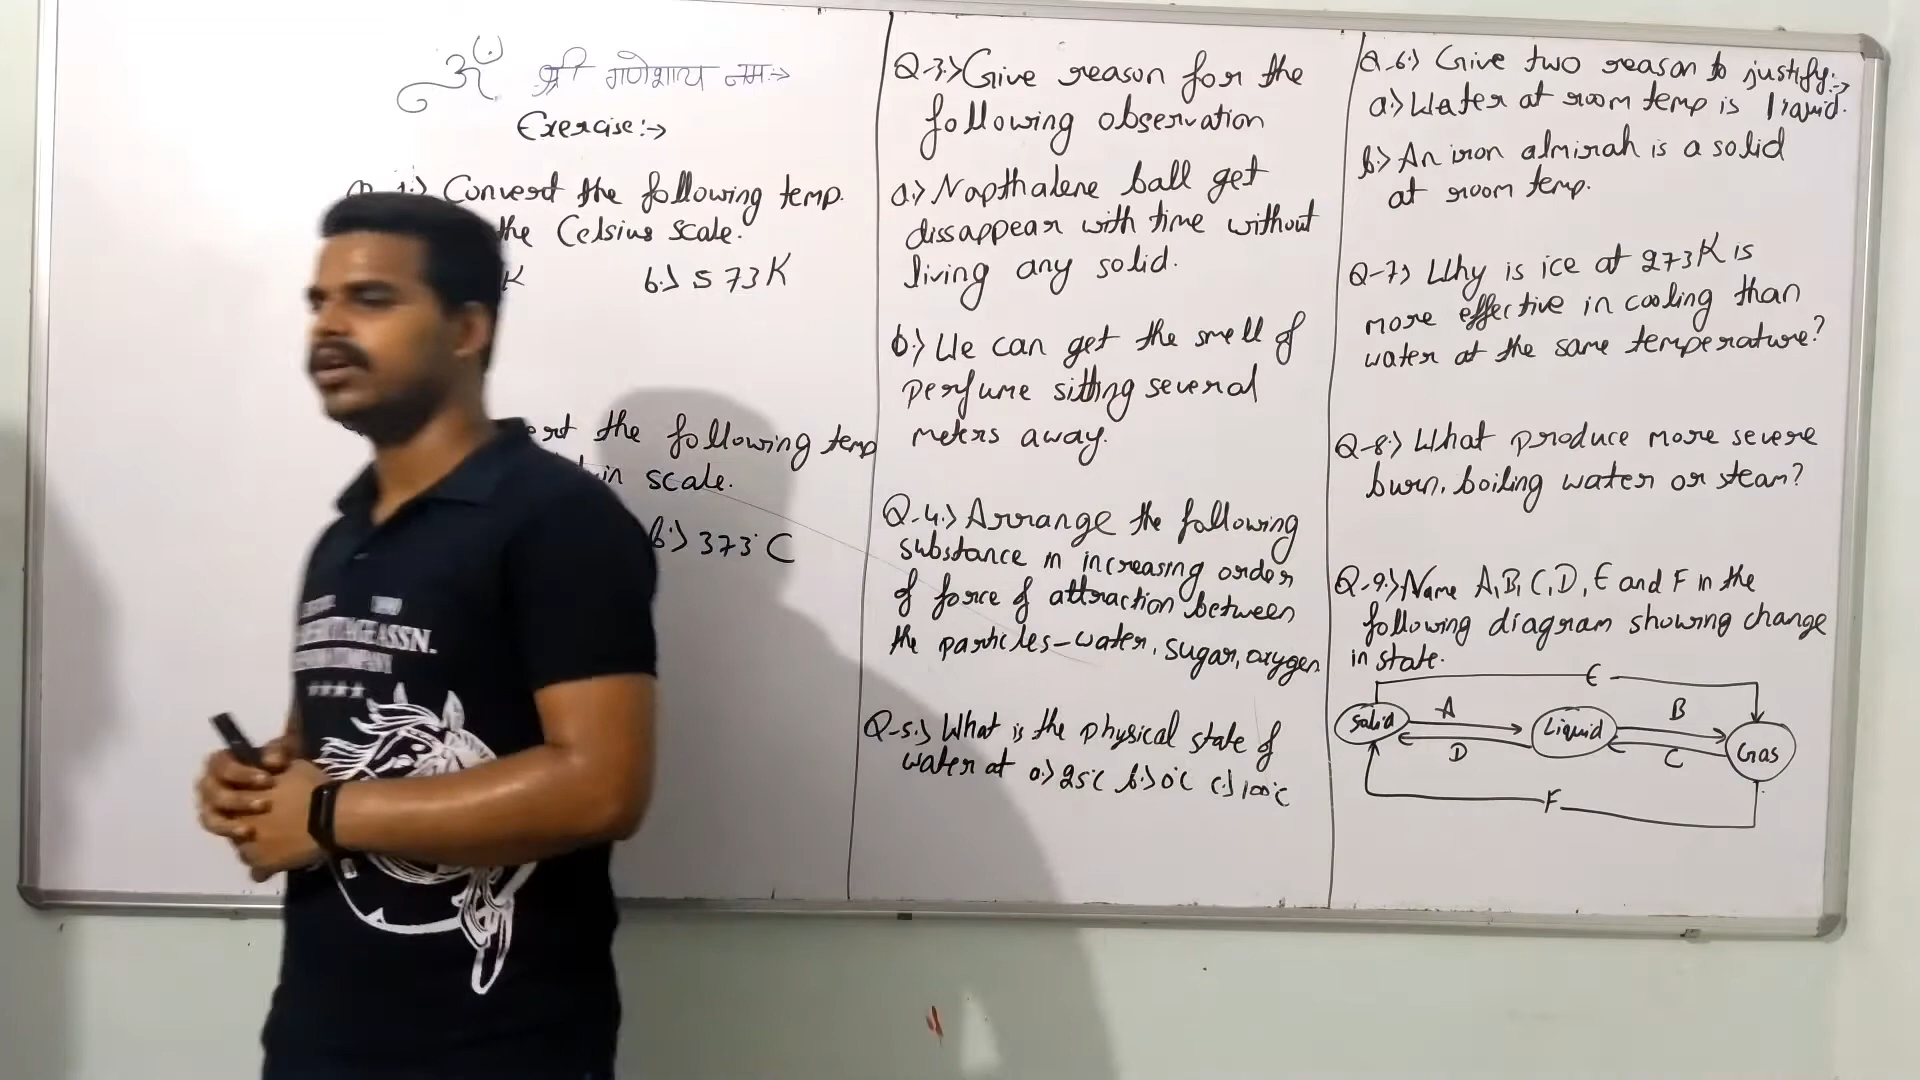 ॐ श्री गणेशाय नमः→
Exercise:→
Convert the following temp.
the Celsius scale.
K b.> 573K
the following temp
in scale.
b.> 373°C
Q-3.> Give reason for the
following observation
a.> Napthalene ball get
dissappear with time without
living any solid.
b.> We can get the smell of
perfume sitting several
meters away.
Q-4.> Arrange the following
substance in increasing order
of force of attraction between
the particles-water, sugar, oxygen
Q-5.> What is the physical state of
water at a.> 25°C b.> 0°C c.> 100°C
Q-6.> Give two reason to justify:→
a.> Water at room temp is liquid.
b.> An iron almirah is a solid
at room temp.
Q-7> Why is ice at 273K is
more effective in cooling than
water at the same temperature?
Q-8.> What produce more severe
burn, boiling water or steam?
Q-9.> Name A, B, C, D, E and F in the
following diagram showing change
in state.
E
Solid A Liquid B Gas
D C
F
ASSN.